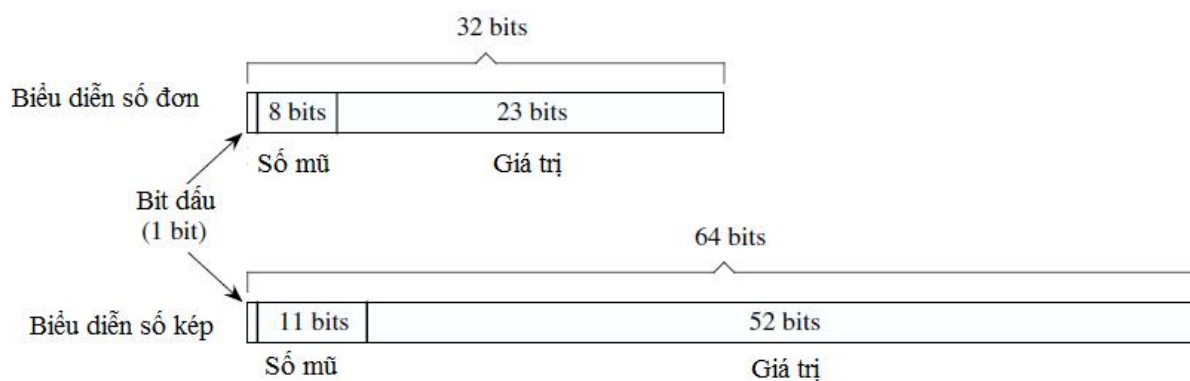 32 bits
Biểu diễn số đơn
8 bits
23 bits
Số mũ
Giá trị
Bit dấu
(1 bit)
64 bits
Biểu diễn số kép
11 bits
52 bits
Số mũ
Giá trị